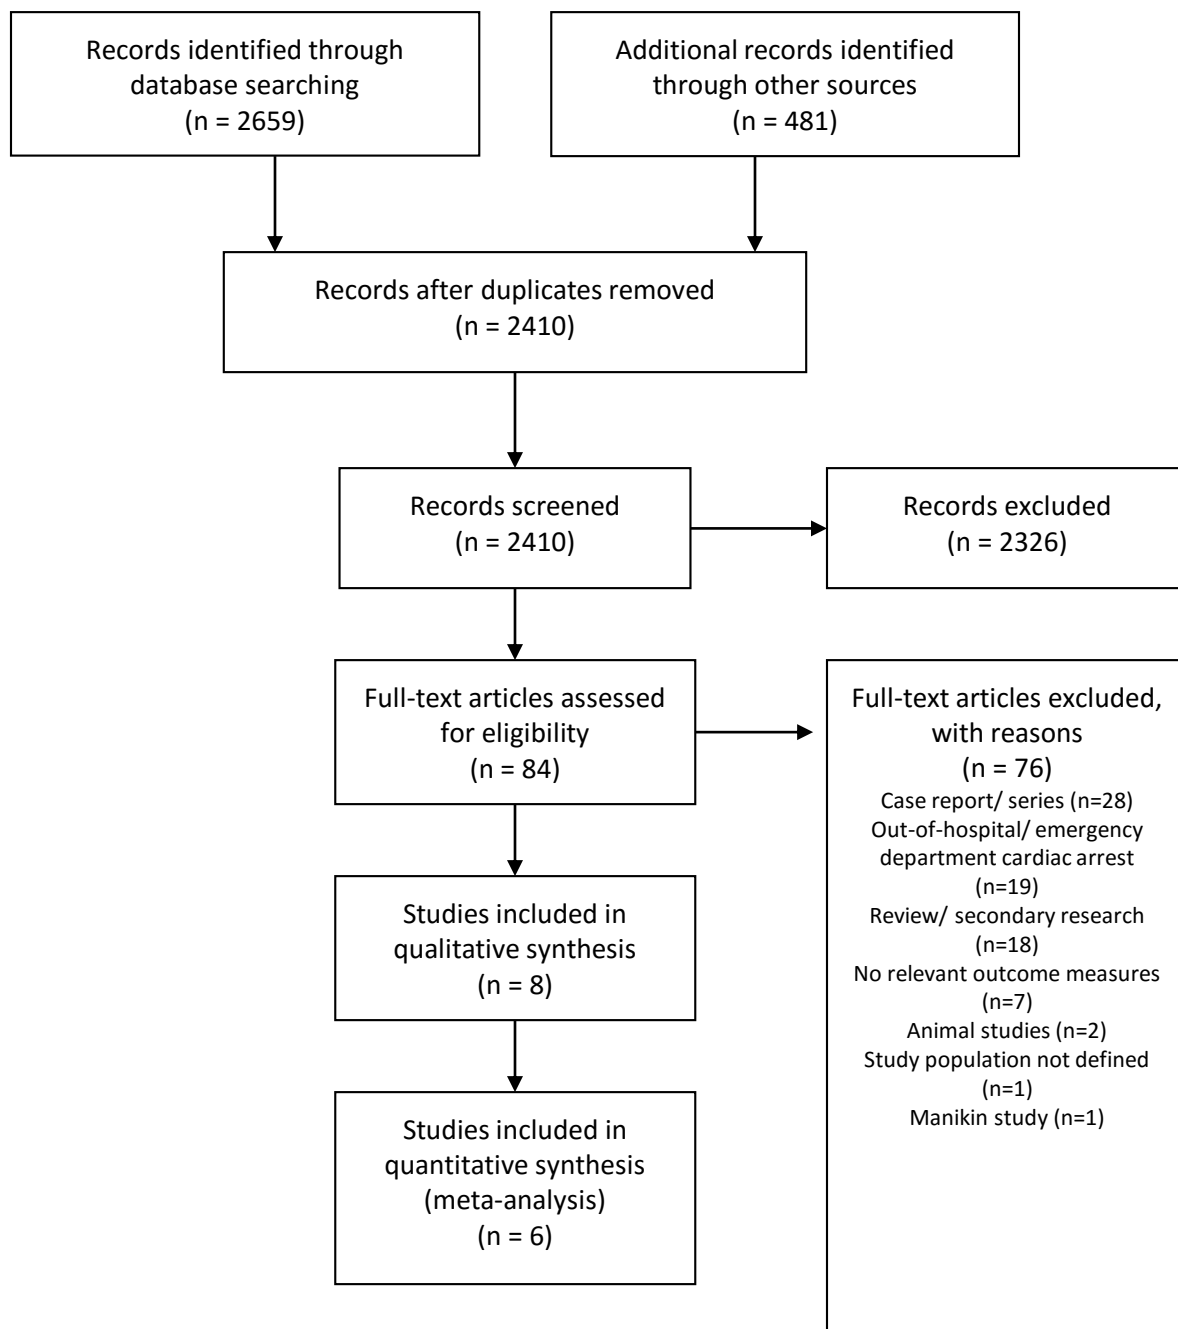 Records identified through
database searching
(n = 2659)
Additional records identified
through other sources
(n = 481)
Records after duplicates removed
(n = 2410)
Records screened
(n = 2410)
Records excluded
(n = 2326)
Full-text articles assessed
for eligibility
(n = 84)
Full-text articles excluded,
with reasons
(n = 76)
Case report/ series (n=28)
Out-of-hospital/ emergency
department cardiac arrest
(n=19)
Review/ secondary research
(n=18)
No relevant outcome measures
(n=7)
Animal studies (n=2)
Study population not defined
(n=1)
Manikin study (n=1)
Studies included in
qualitative synthesis
(n = 8)
Studies included in
quantitative synthesis
(meta-analysis)
(n = 6)